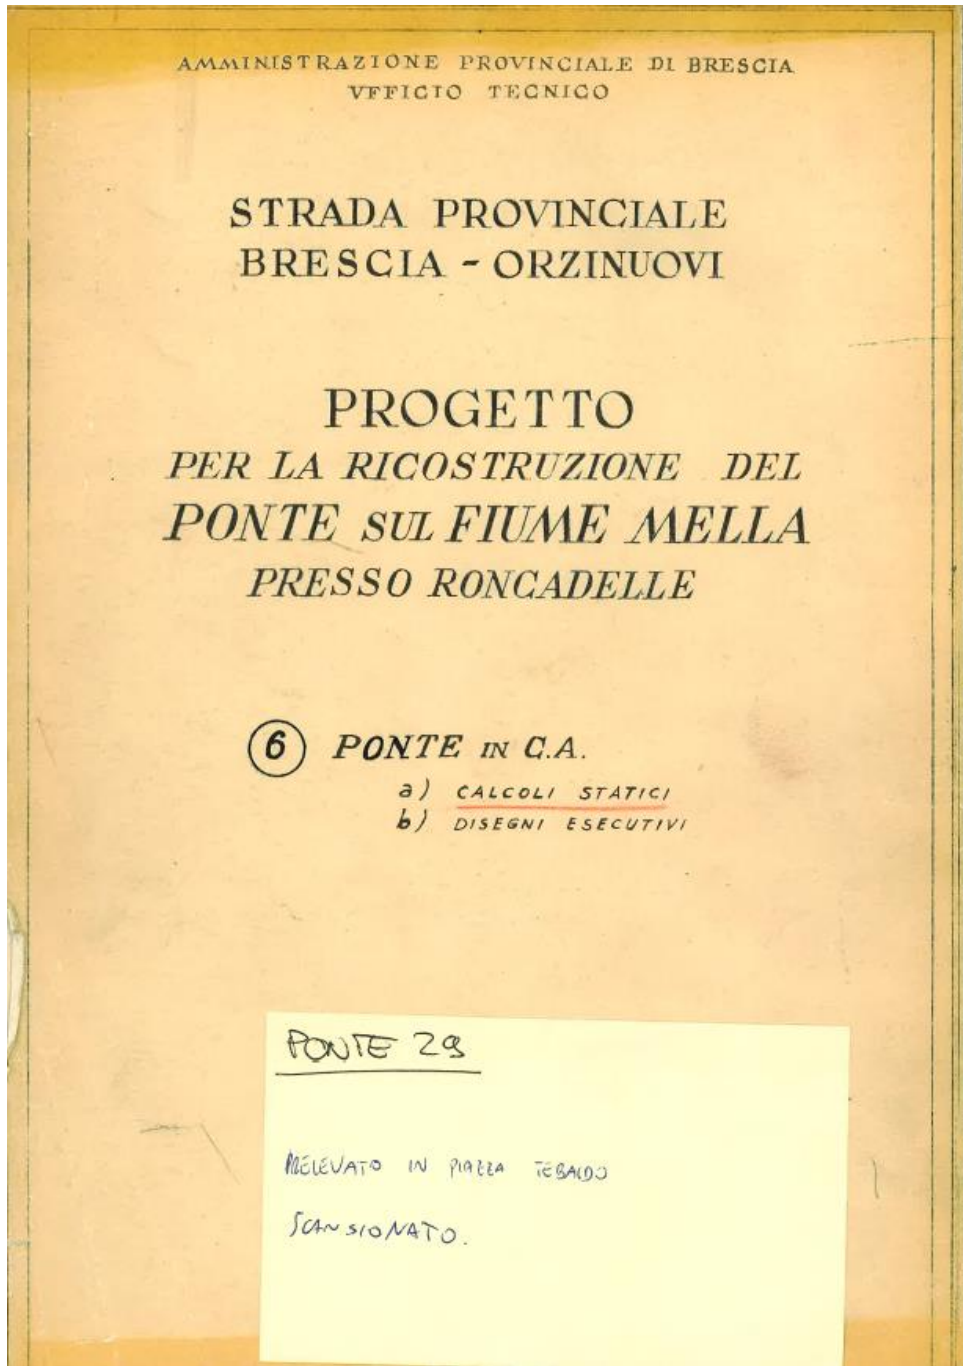 AMMINISTRAZIONE PROVINCIALE DI BRESCIA
VFFICIO TECNICO
STRADA PROVINCIALE
BRESCIA - ORZINUOVI
PROGETTO
PER LA RICOSTRUZIONE DEL
PONTE SUL FIUME MELLA
PRESSO RONCADELLE
6 PONTE IN C.A.
a) CALCOLI STATICI
b) DISEGNI ESECUTIVI
PONTE 29
PRELEVATO IN PIAZZA TEBALDO
SCANSIONATO.